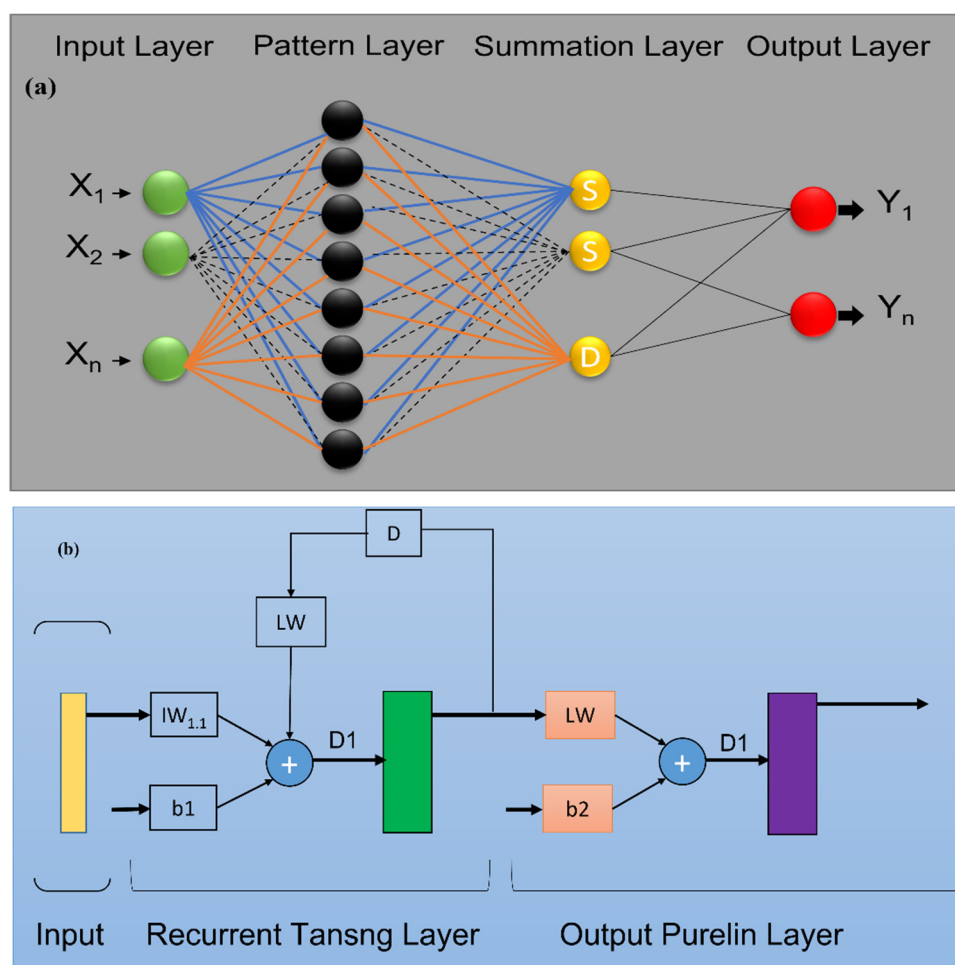 Input Layer Pattern Layer Summation Layer Output Layer
(a)
X1
X2
Xn
S
S
D
Y1
Yn
(b)
D
LW
IW1.1
b1
+
D1
LW
b2
+
D1
Input
Recurrent Tansng Layer
Output Purelin Layer